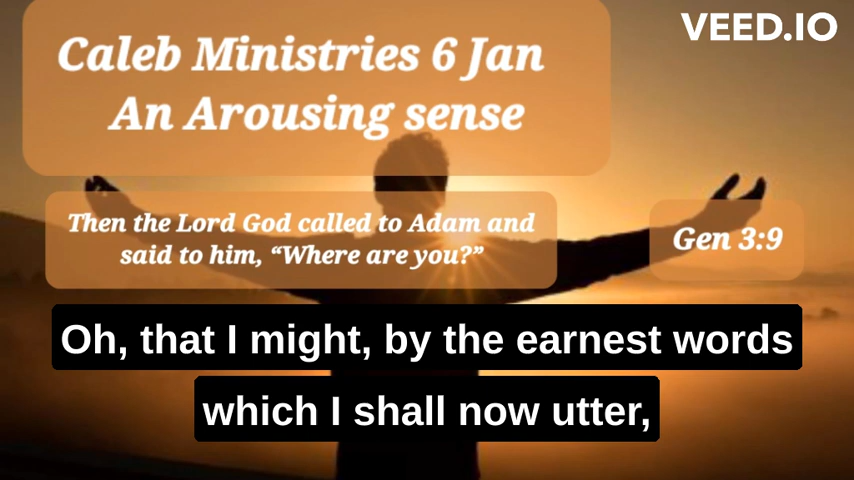 VEED.IO
Caleb Ministries 6 Jan
An Arousing sense
Then the Lord God called to Adam and
said to him, “Where are you?”
Gen 3:9
Oh, that I might, by the earnest words
which I shall now utter,